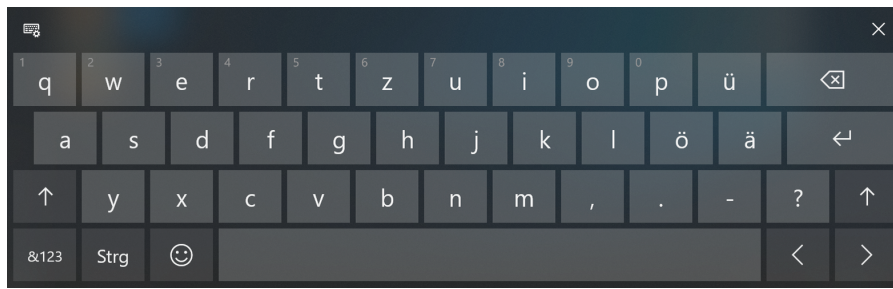 1 2 3 4 5 6 7 8 9 0
q w e r t z u i o p ü
a s d f g h j k l ö ä
y x c v b n m , . - ?
&123 Strg